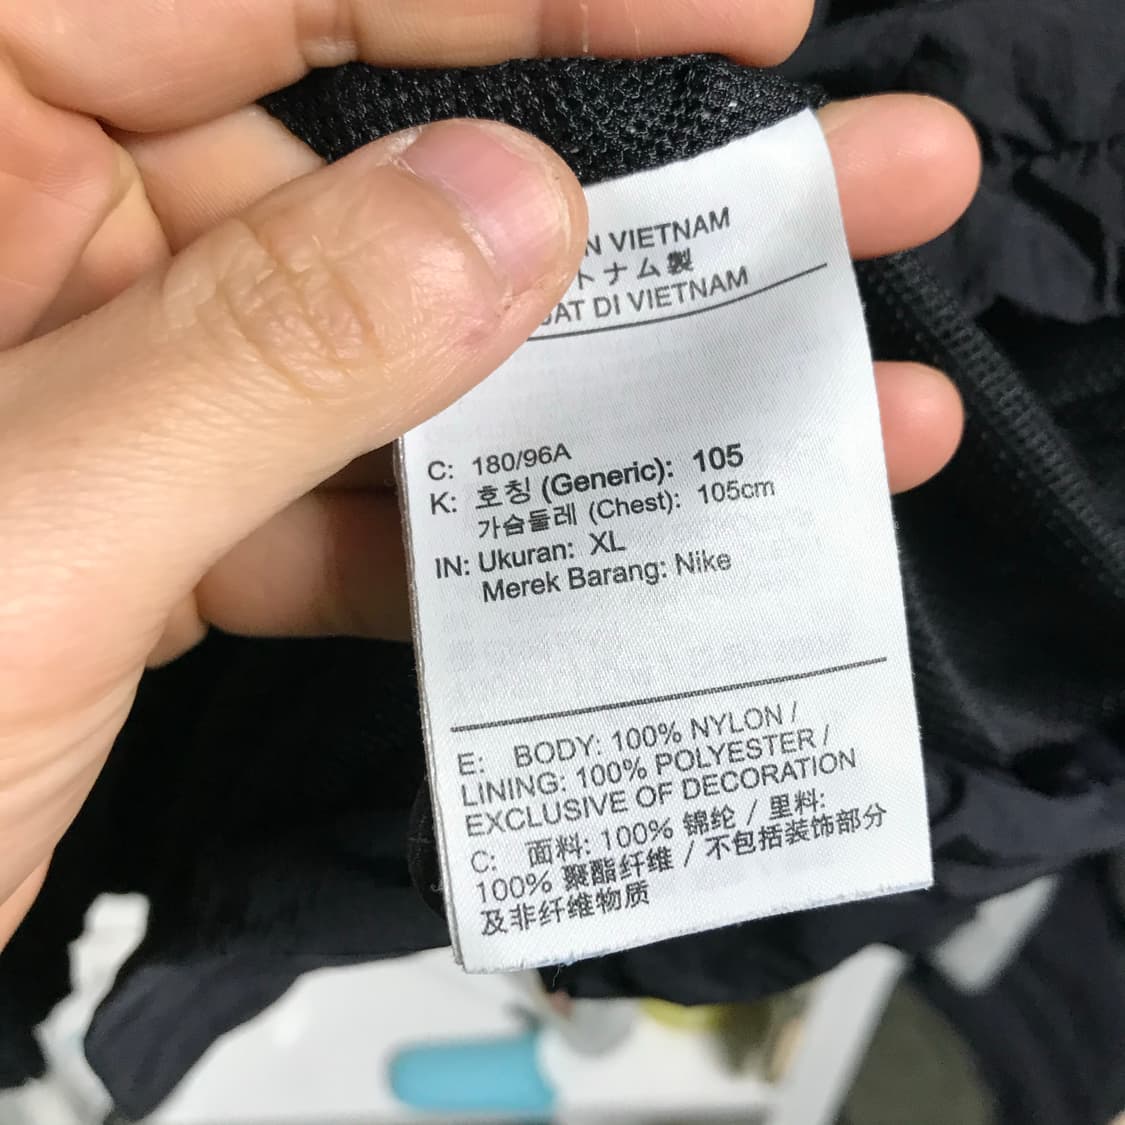 N VIETNAM
トナム製
UAT DI VIETNAM
C: 180/96A
K: 호칭 (Generic): 105
가슴둘레 (Chest): 105cm
IN: Ukuran: XL
Merek Barang: Nike
E: BODY: 100% NYLON /
LINING: 100% POLYESTER /
EXCLUSIVE OF DECORATION
C: 面料: 100% 锦纶 / 里料:
100% 聚酯纤维 / 不包括装饰部分
及非纤维物质